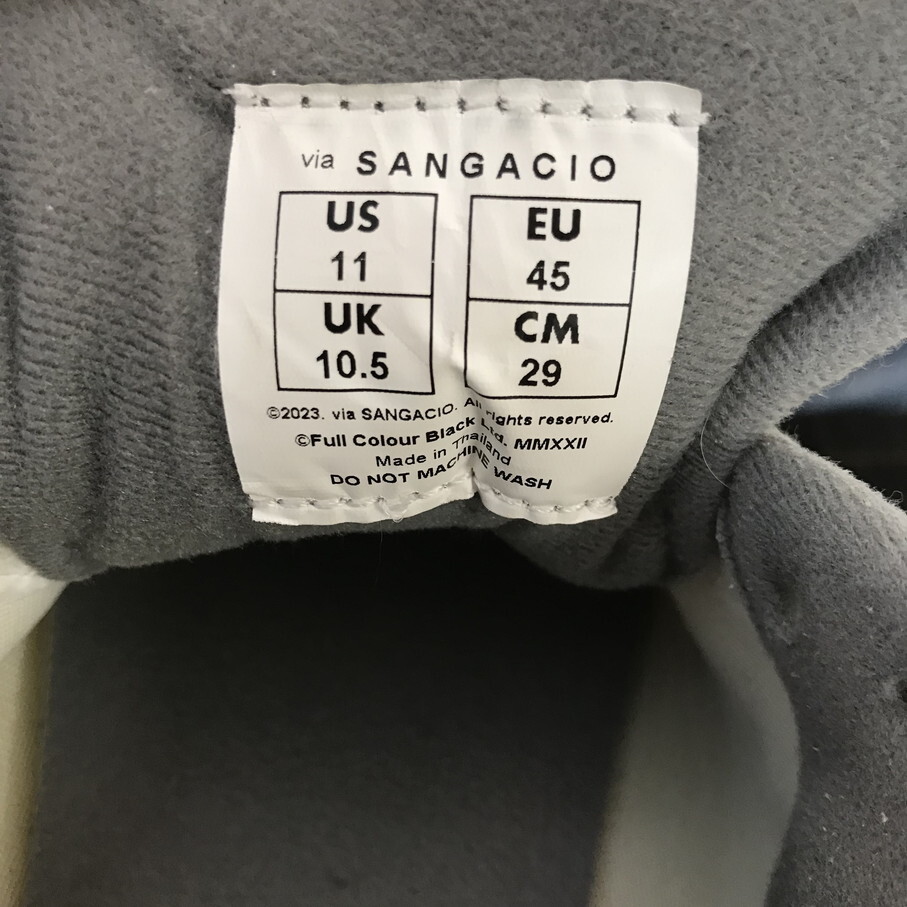 via SANGACIO
US
11
UK
10.5
EU
45
CM
29
©2023. via SANGACIO. All rights reserved.
©Full Colour Black Ltd. MMXXII
Made in Thailand
DO NOT MACHINE WASH